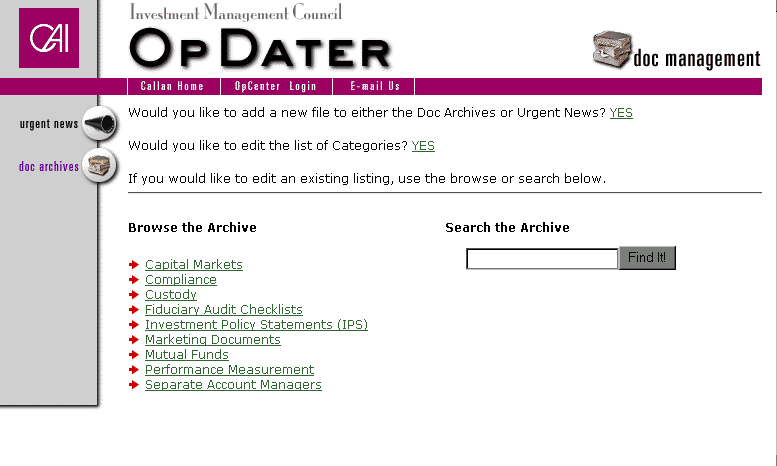 CAI
Investment Management Council
OpDater
doc management
Callan Home
OpCenter Login
E-mail Us
urgent news
doc archives
Would you like to add a new file to either the Doc Archives or Urgent News? YES
Would you like to edit the list of Categories? YES
If you would like to edit an existing listing, use the browse or search below.
Browse the Archive
Capital Markets
Compliance
Custody
Fiduciary Audit Checklists
Investment Policy Statements (IPS)
Marketing Documents
Mutual Funds
Performance Measurement
Separate Account Managers
Search the Archive
Find It!